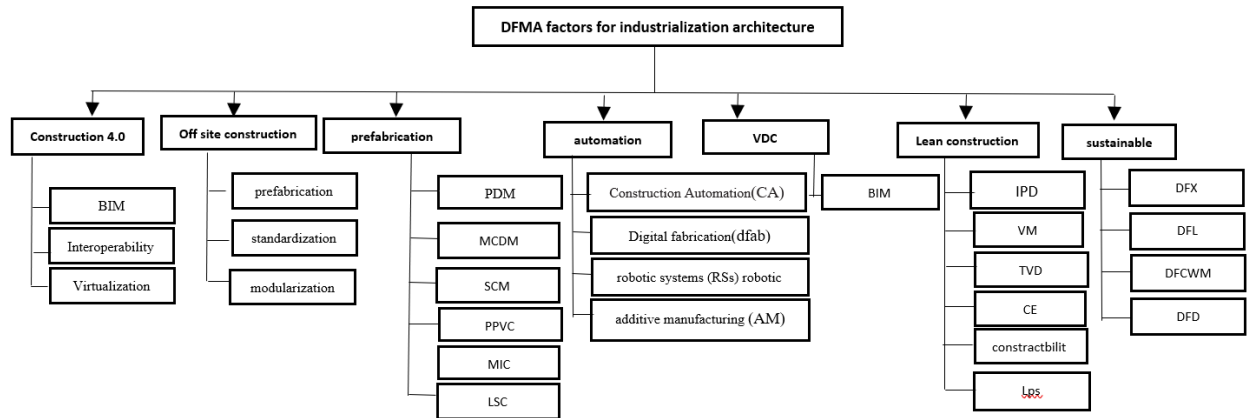 DFMA factors for industrialization architecture
Construction 4.0
BIM
Interoperability
Virtualization
Off site construction
prefabrication
standardization
modularization
prefabrication
PDM
MCDM
SCM
PPVC
MIC
LSC
automation
Construction Automation(CA)
Digital fabrication(dfab)
robotic systems (RSs) robotic
additive manufacturing (AM)
VDC
BIM
Lean construction
IPD
VM
TVD
CE
constractbilit
Lps
sustainable
DFX
DFL
DFCWM
DFD